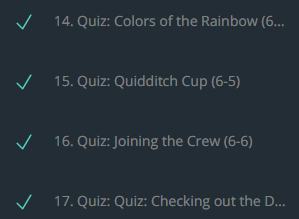 14. Quiz: Colors of the Rainbow (6...
15. Quiz: Quidditch Cup (6-5)
16. Quiz: Joining the Crew (6-6)
17. Quiz: Quiz: Checking out the D...